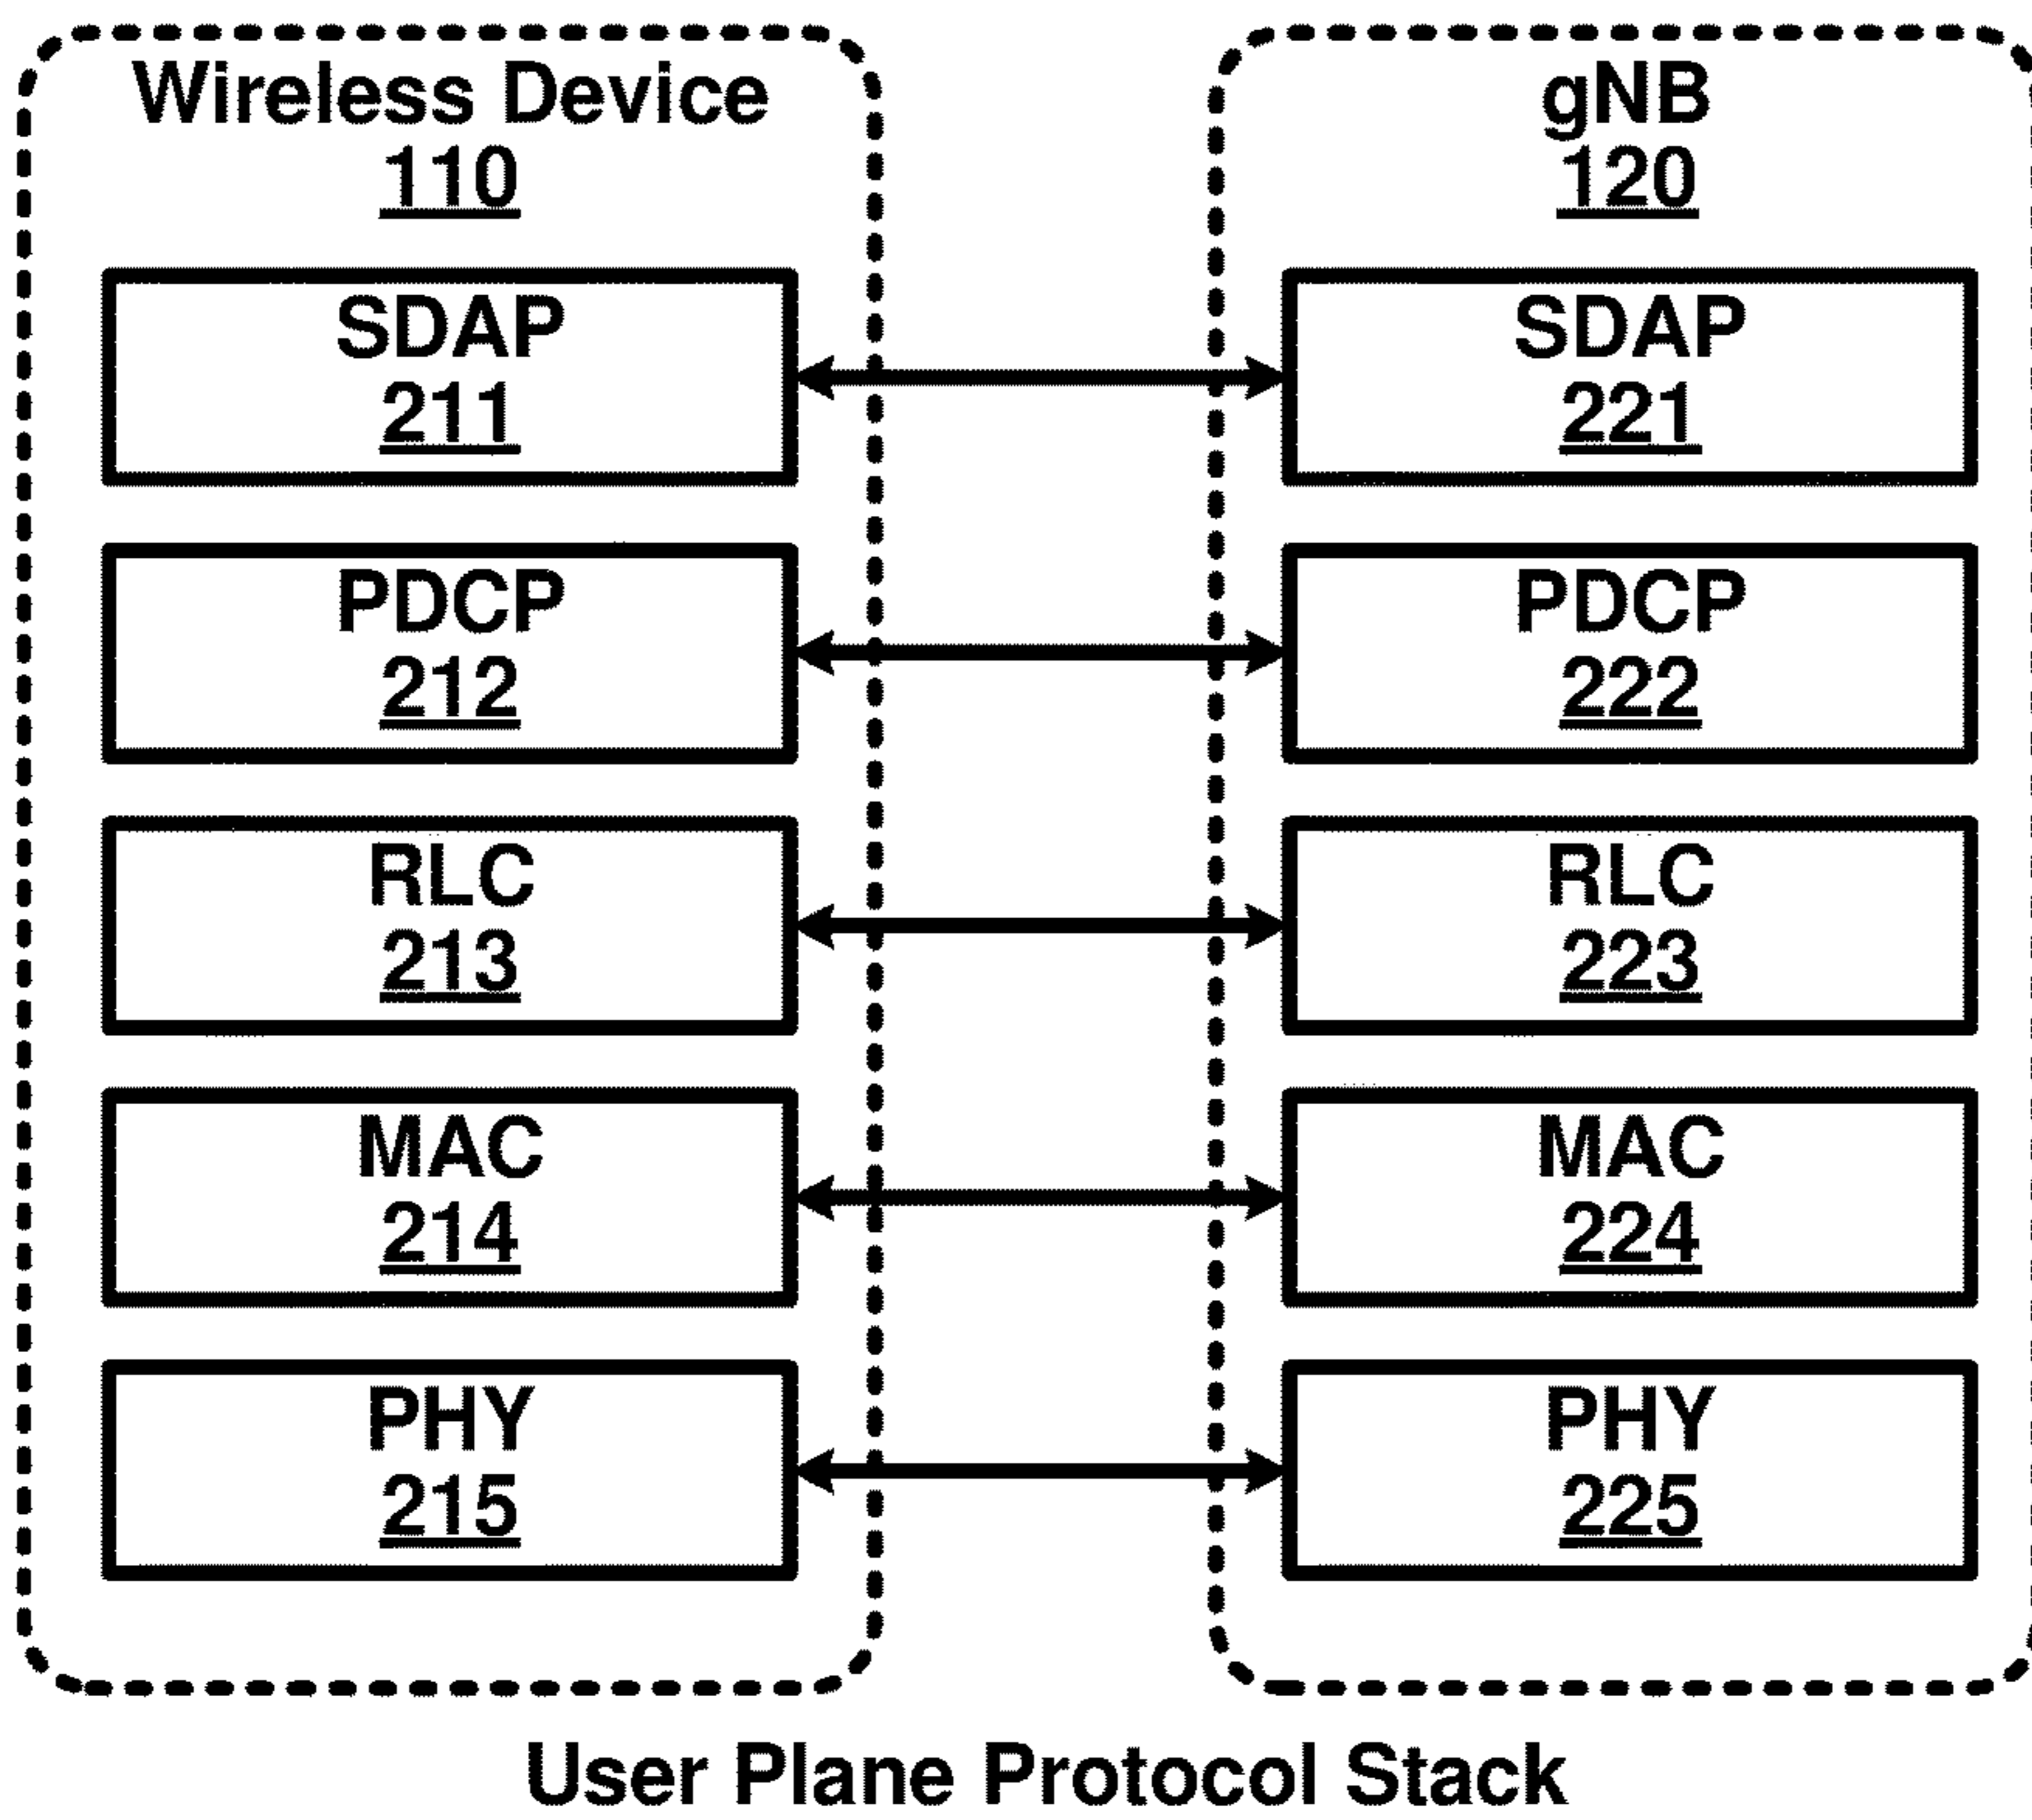 Wireless Device
110
SDAP
211
PDCP
212
RLC
213
MAC
214
PHY
215
gNB
120
SDAP
221
PDCP
222
RLC
223
MAC
224
PHY
225
User Plane Protocol Stack